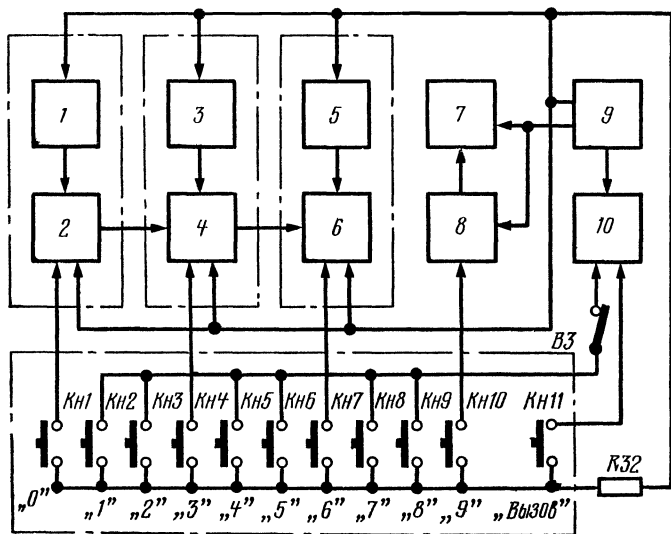 1 3 5 7 9
2 4 6 8 10
В3
Кн1 Кн2 Кн3 Кн4 Кн5 Кн6 Кн7 Кн8 Кн9 Кн10 Кн11
R32
„0" „1" „2" „3" „4" „5" „6" „7" „8" „9" „Вызов"